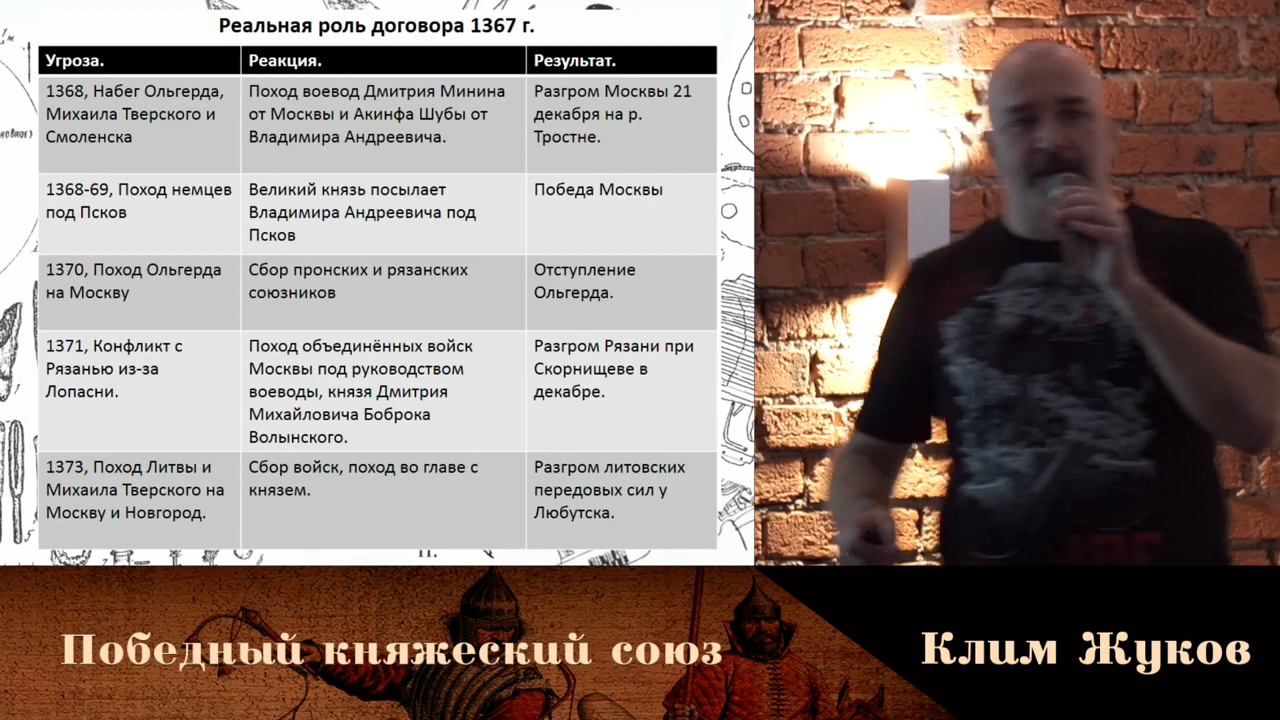 Реальная роль договора 1367 г.
Угроза.
Реакция.
Результат.
1368, Набег Ольгерда,
Михаила Тверского и
Смоленска
Поход воевод Дмитрия Минина
от Москвы и Акинфа Шубы от
Владимира Андреевича.
Разгром Москвы 21
декабря на р.
Тростне.
1368-69, Поход немцев
под Псков
Великий князь посылает
Владимира Андреевича под
Псков
Победа Москвы
1370, Поход Ольгерда
на Москву
Сбор пронских и рязанских
союзников
Отступление
Ольгерда.
1371, Конфликт с
Рязанью из-за
Лопасни.
Поход объединённых войск
Москвы под руководством
воеводы, князя Дмитрия
Михайловича Боброка
Волынского.
Разгром Рязани при
Скорнищеве в
декабре.
1373, Поход Литвы и
Михаила Тверского на
Москву и Новгород.
Сбор войск, поход во главе с
князем.
Разгром литовских
передовых сил у
Любутска.
Победный княжеский союз
Клим Жуков